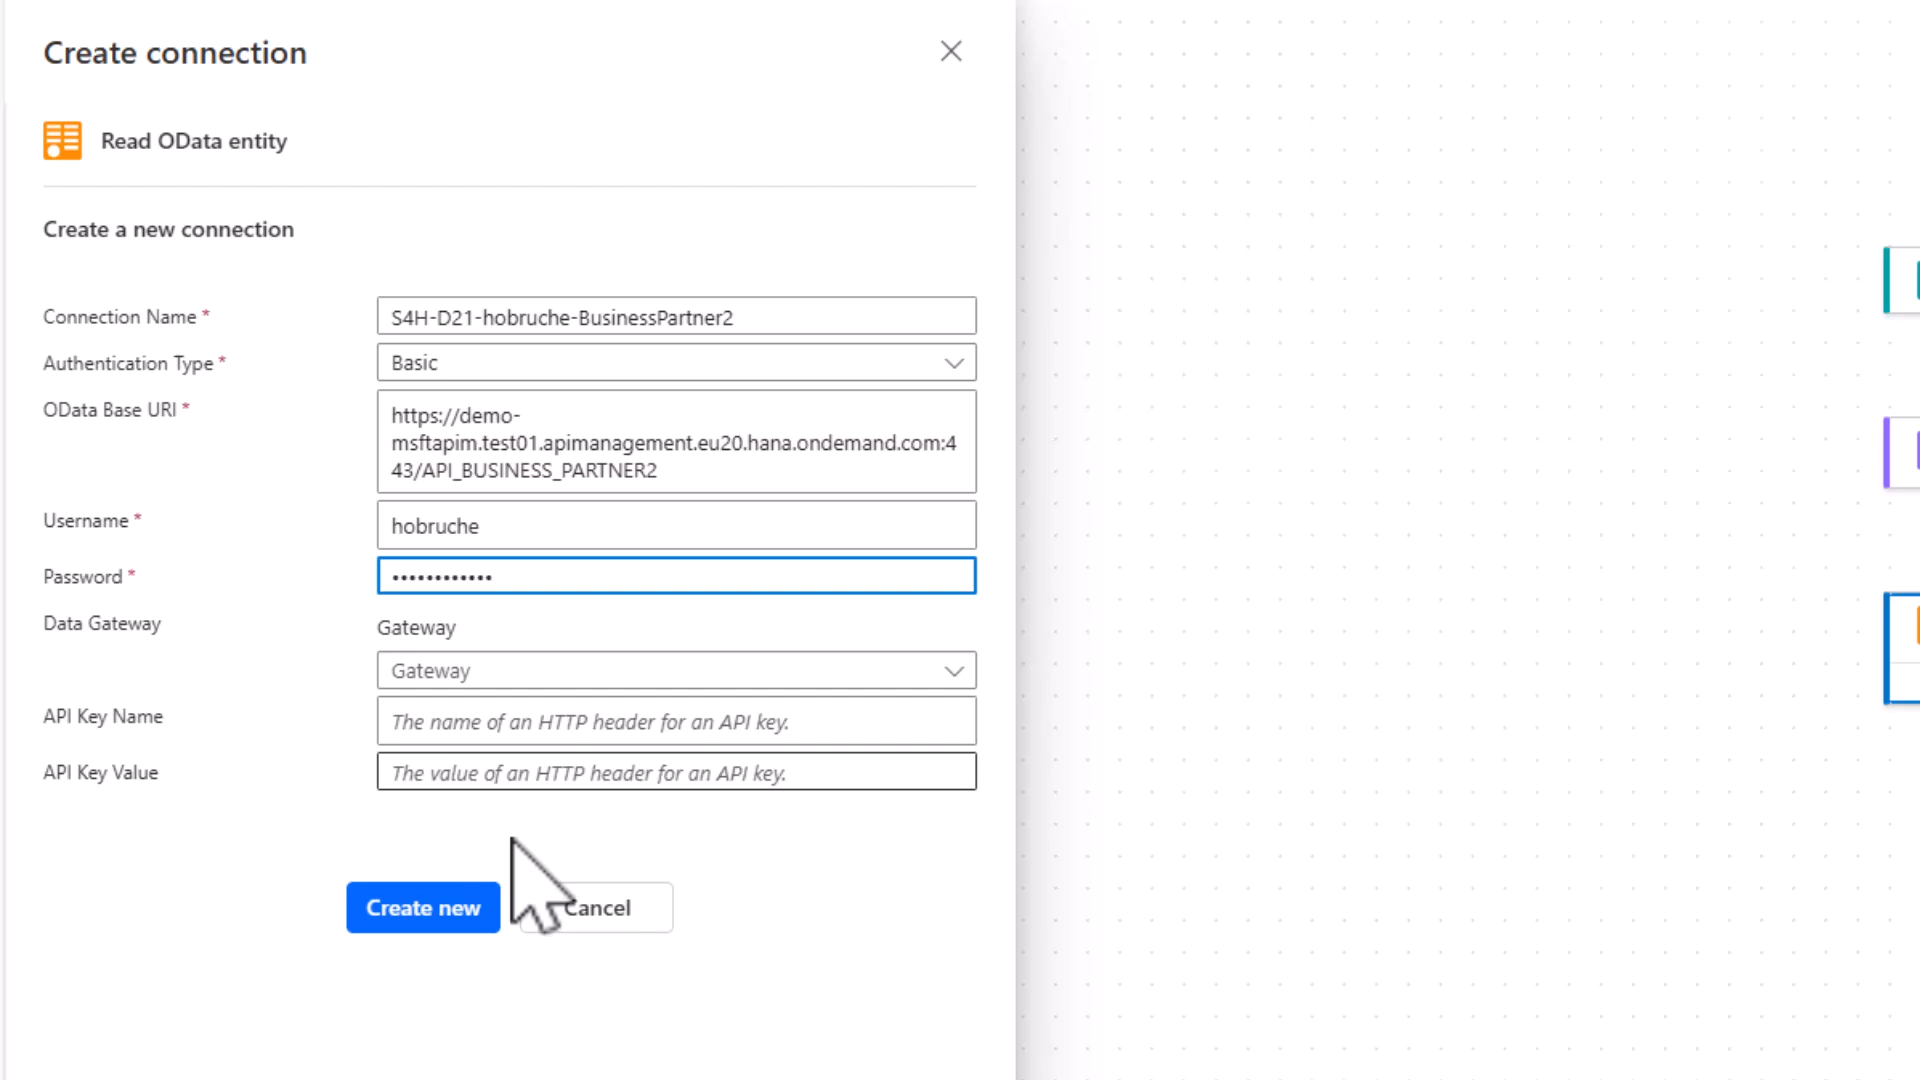 Create connection
Read OData entity
Create a new connection
Connection Name *
S4H-D21-hobruche-BusinessPartner2
Authentication Type *
Basic
OData Base URI *
https://demo-
msftapim.test01.apimanagement.eu20.hana.ondemand.com:4
43/API_BUSINESS_PARTNER2
Username *
hobruche
Password *
••••••••••••
Data Gateway
Gateway
Gateway
API Key Name
The name of an HTTP header for an API key.
API Key Value
The value of an HTTP header for an API key.
Create new
Cancel